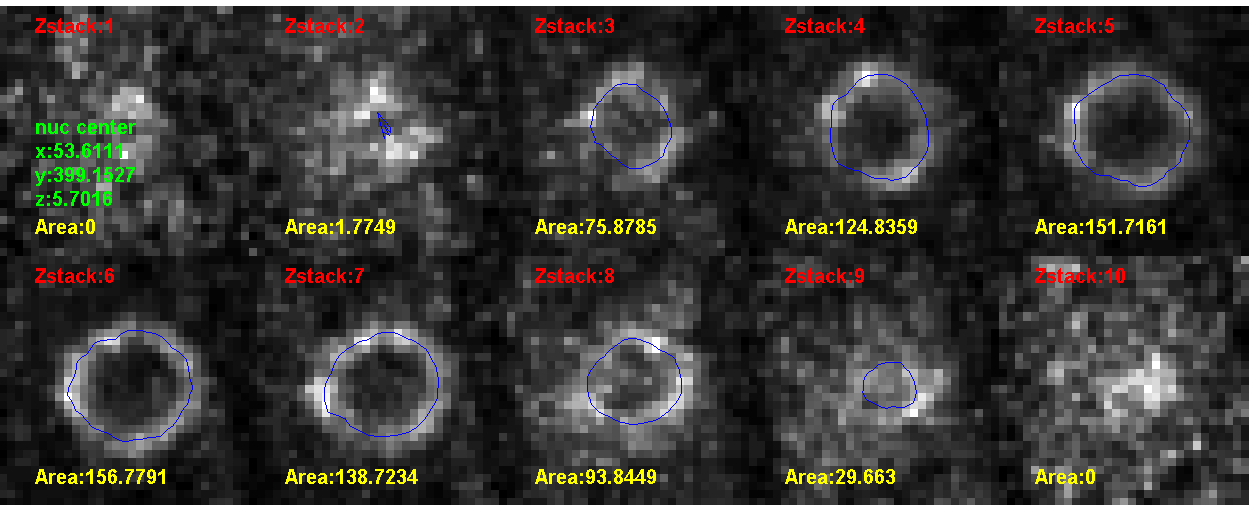 Zstack:1
Zstack:2
Zstack:3
Zstack:4
Zstack:5
nuc center
x:53.6111
y:399.1527
z:5.7016
Area:0
Area:1.7749
Area:75.8785
Area:124.8359
Area:151.7161
Zstack:6
Zstack:7
Zstack:8
Zstack:9
Zstack:10
Area:156.7791
Area:138.7234
Area:93.8449
Area:29.663
Area:0